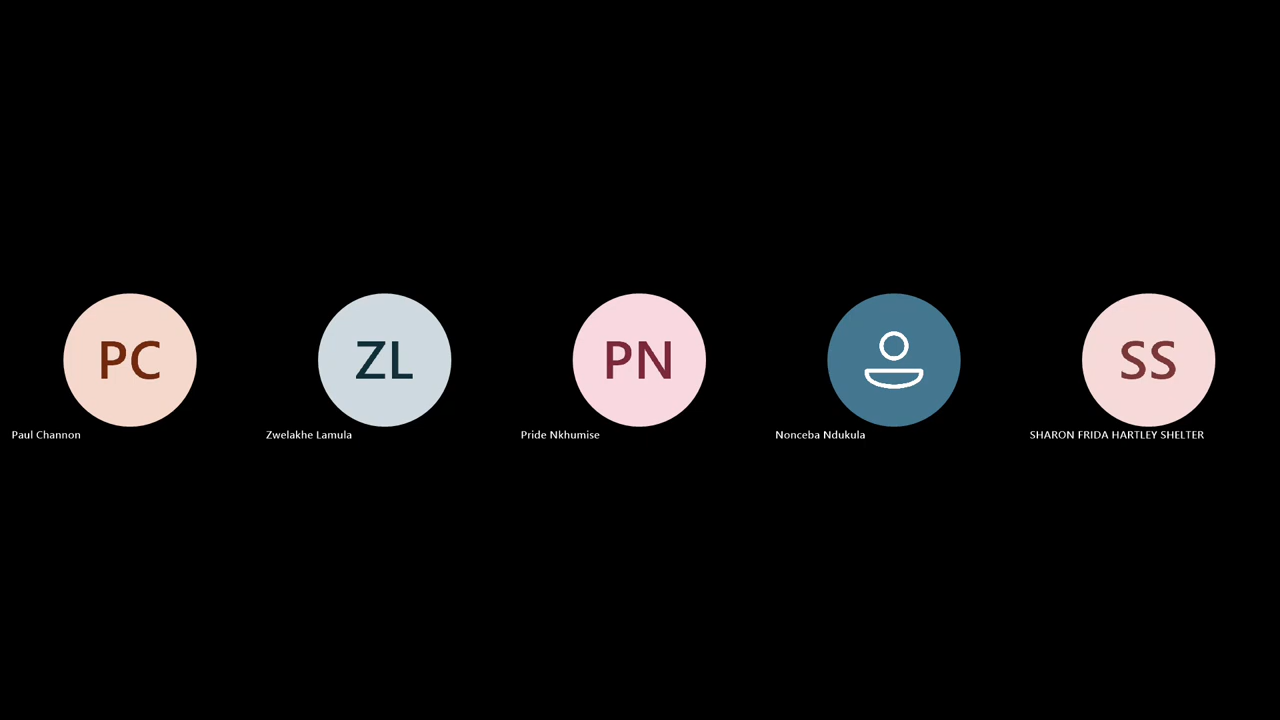 PC
ZL
PN
SS
Paul Channon
Zwelakhe Lamula
Pride Nkhumise
Nonceba Ndukula
SHARON FRIDA HARTLEY SHELTER